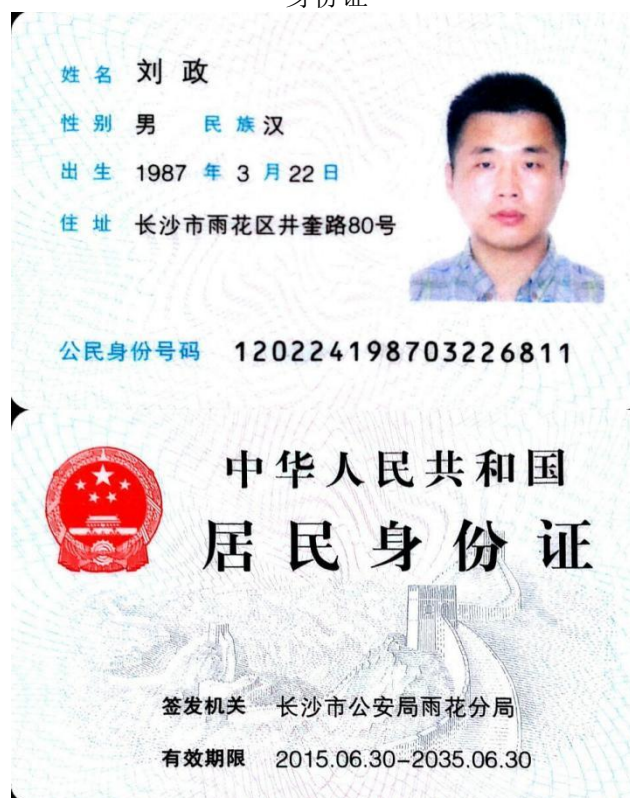 身份证
姓名 刘政
性别 男 民族 汉
出生 1987 年 3 月 22 日
住址 长沙市雨花区井奎路80号
公民身份号码 120224198703226811
中华人民共和国
居民身份证
签发机关 长沙市公安局雨花分局
有效期限 2015.06.30-2035.06.30